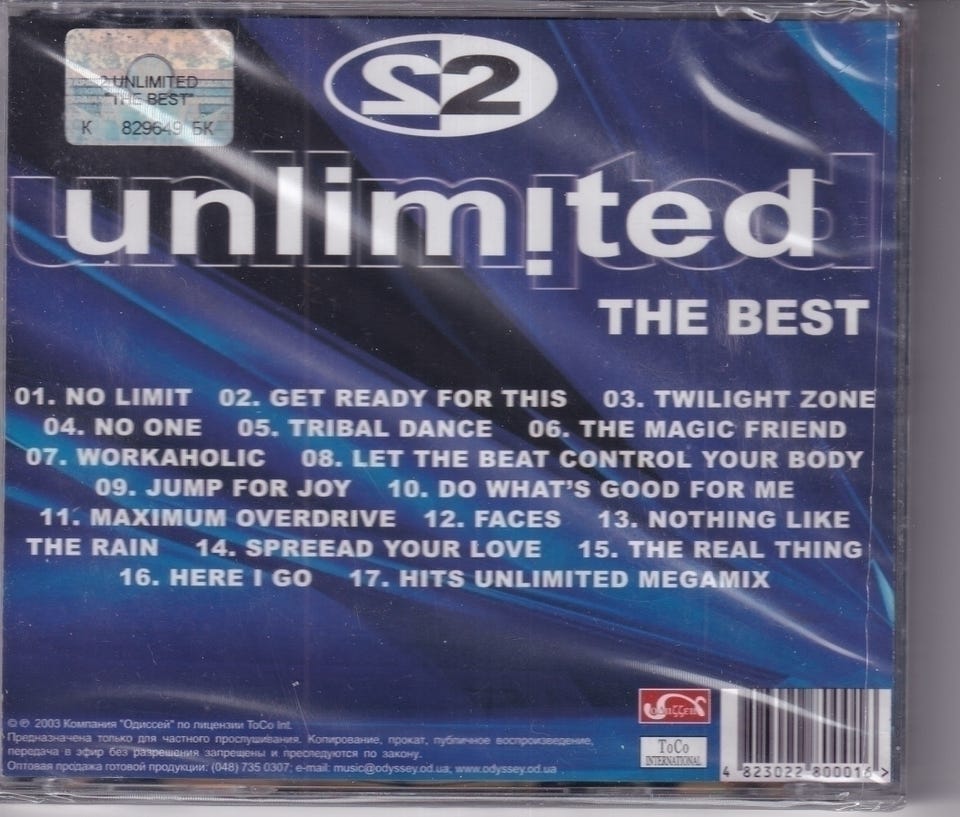 2 UNLIMITED
"THE BEST"
К 829649 БК
2
unlim!ted
THE BEST
01. NO LIMIT 02. GET READY FOR THIS 03. TWILIGHT ZONE
04. NO ONE 05. TRIBAL DANCE 06. THE MAGIC FRIEND
07. WORKAHOLIC 08. LET THE BEAT CONTROL YOUR BODY
09. JUMP FOR JOY 10. DO WHAT'S GOOD FOR ME
11. MAXIMUM OVERDRIVE 12. FACES 13. NOTHING LIKE
THE RAIN 14. SPREEAD YOUR LOVE 15. THE REAL THING
16. HERE I GO 17. HITS UNLIMITED MEGAMIX
© ℗ 2003 Компания "Одиссей" по лицензии ToCo Int.
Предназначена только для частного прослушивания. Копирование, прокат, публичное воспроизведение,
передача в эфир без разрешения запрещены и преследуются по закону.
Оптовая продажа готовой продукции: (048) 735 0307; e-mail: music@odyssey.od.ua; www.odyssey.od.ua
ToCo
INTERNATIONAL
4 823022 800016 >